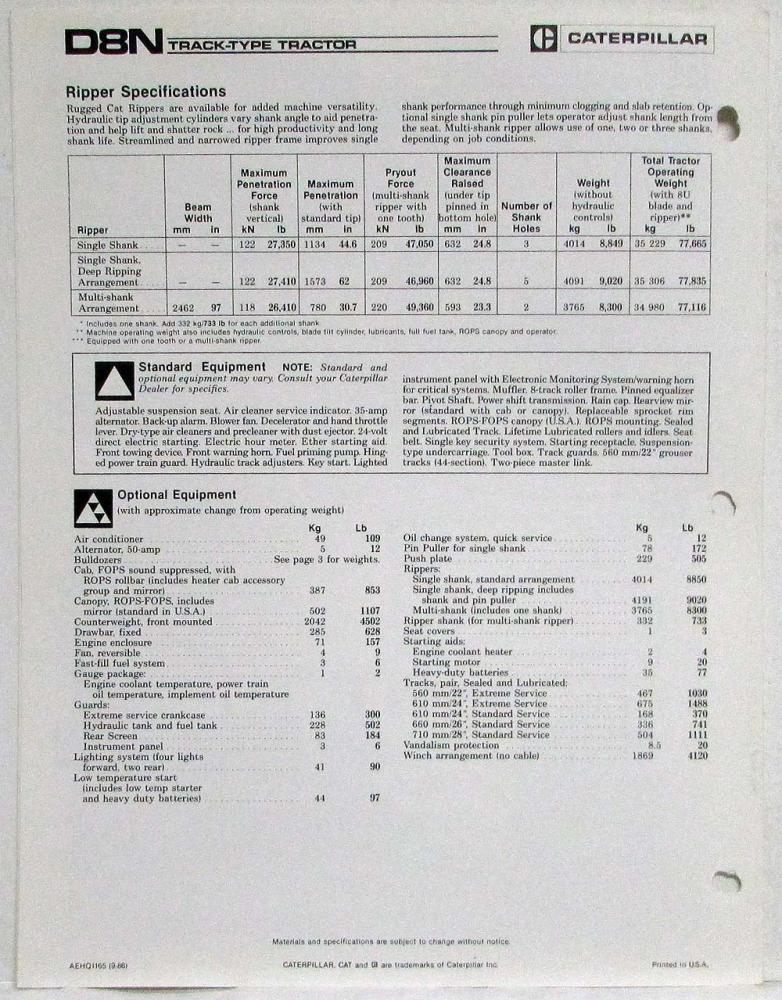 D8N TRACK-TYPE TRACTOR
CATERPILLAR
Ripper Specifications
Rugged Cat Rippers are available for added machine versatility.
Hydraulic tip adjustment cylinders vary shank angle to aid penetra-
tion and help lift and shatter rock ... for high productivity and long
shank life. Streamlined and narrowed ripper frame improves single
shank performance through minimum clogging and slab retention. Op-
tional single shank pin puller lets operator adjust shank length from
the seat. Multi-shank ripper allows use of one, two or three shanks,
depending on job conditions.
Ripper
Beam
Width
mm in
Maximum
Penetration
Force
(shank
vertical)
kN lb
Maximum
Penetration
(with
standard tip)
mm in
Pryout
Force
(multi-shank
ripper with
one tooth)
kN lb
Maximum
Clearance
Raised
(under tip
pinned in
bottom hole)
mm in
Number of
Shank
Holes
Weight
(without
hydraulic
controls)
kg lb
Total Tractor
Operating
Weight
(with 8U
blade and
ripper)**
kg lb
Single Shank ..... — — 122 27,350 1134 44.6 209 47,050 632 24.8 3 4014 8,849 35 229 77,665
Single Shank,
Deep Ripping
Arrangement ..... — — 122 27,410 1573 62 209 46,960 632 24.8 5 4091 9,020 35 306 77,835
Multi-shank
Arrangement ..... 2462 97 118 26,410 780 30.7 220 49,360 593 23.3 2 3765 8,300 34 980 77,116
* Includes one shank. Add 332 kg/733 lb for each additional shank
** Machine operating weight also includes hydraulic controls, blade tilt cylinder, lubricants, full fuel tank, ROPS canopy and operator.
*** Equipped with one tooth or a multi-shank ripper.
Standard Equipment NOTE: Standard and
optional equipment may vary. Consult your Caterpillar
Dealer for specifics.
Adjustable suspension seat. Air cleaner service indicator. 35-amp
alternator. Back-up alarm. Blower fan. Decelerator and hand throttle
lever. Dry-type air cleaners and precleaner with dust ejector. 24-volt
direct electric starting. Electric hour meter. Ether starting aid.
Front towing device. Front warning horn. Fuel priming pump. Hing-
ed power train guard. Hydraulic track adjusters. Key start. Lighted
instrument panel with Electronic Monitoring System/warning horn
for critical systems. Muffler. 8-track roller frame. Pinned equalizer
bar. Pivot Shaft. Power shift transmission. Rain cap. Rearview mir-
ror (standard with cab or canopy). Replaceable sprocket rim
segments. ROPS-FOPS canopy (U.S.A.). ROPS mounting. Sealed
and Lubricated Track. Lifetime Lubricated rollers and idlers. Seat
belt. Single key security system. Starting receptacle. Suspension-
type undercarriage. Tool box. Track guards. 560 mm/22" grouser
tracks (44-section). Two-piece master link.
Optional Equipment
(with approximate change from operating weight)
Kg Lb
Air conditioner 49 109
Alternator, 50-amp 5 12
Bulldozers See page 3 for weights.
Cab, FOPS sound suppressed, with
ROPS rollbar (includes heater cab accessory
group and mirror) 387 853
Canopy, ROPS-FOPS, includes
mirror (standard in U.S.A.) 502 1107
Counterweight, front mounted 2042 4502
Drawbar, fixed 285 628
Engine enclosure 71 157
Fan, reversible 4 9
Fast-fill fuel system 3 6
Gauge package: 1 2
Engine coolant temperature, power train
oil temperature, implement oil temperature
Guards:
Extreme service crankcase 136 300
Hydraulic tank and fuel tank 228 502
Rear Screen 83 184
Instrument panel 3 6
Lighting system (four lights
forward, two rear) 41 90
Low temperature start
(includes low temp starter
and heavy duty batteries) 44 97
Kg Lb
Oil change system, quick service 5 12
Pin Puller for single shank 78 172
Push plate 229 505
Rippers:
Single shank, standard arrangement 4014 8850
Single shank, deep ripping includes
shank and pin puller 4191 9020
Multi-shank (includes one shank) 3765 8300
Ripper shank (for multi-shank ripper) 332 733
Seat covers 1 3
Starting aids:
Engine coolant heater 2 4
Starting motor 9 20
Heavy-duty batteries 35 77
Tracks, pair, Sealed and Lubricated:
560 mm/22", Extreme Service 467 1030
610 mm/24", Extreme Service 675 1488
610 mm/24", Standard Service 168 370
660 mm/26", Standard Service 336 741
710 mm/28", Standard Service 504 1111
Vandalism protection 8.5 20
Winch arrangement (no cable) 1869 4120
Materials and specifications are subject to change without notice.
AEHQ1165 (9-86)
CATERPILLAR, CAT and are trademarks of Caterpillar Inc.
Printed in U.S.A.